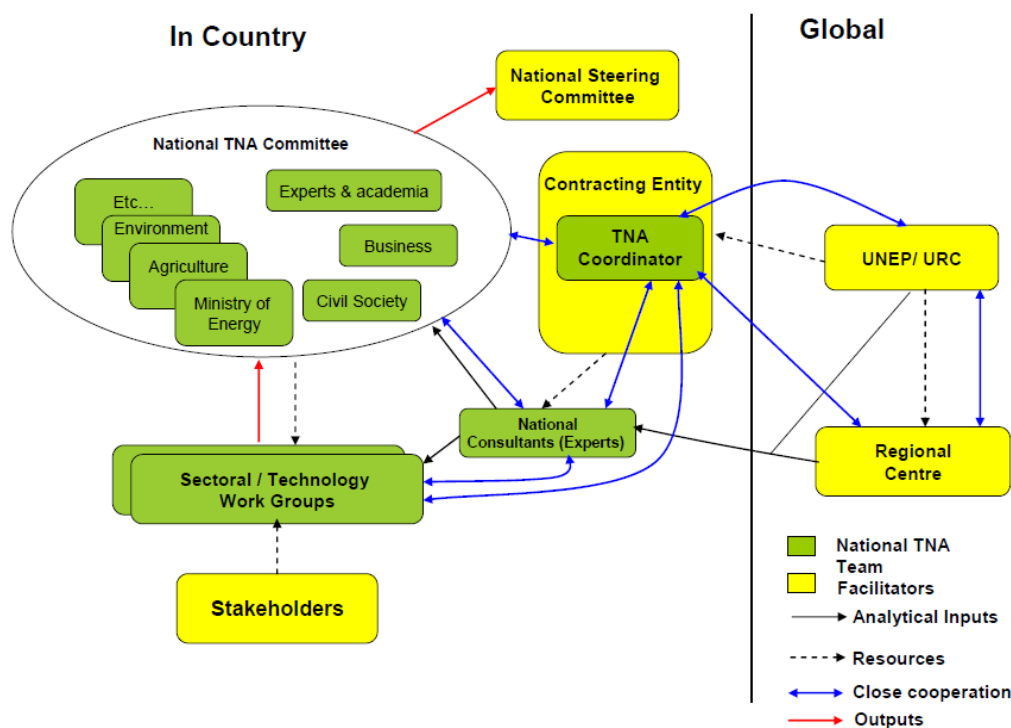 In Country
Global
National Steering
Committee
National TNA Committee
Experts & academia
Etc…
Environment
Business
Agriculture
Civil Society
Ministry of
Energy
Contracting Entity
TNA
Coordinator
UNEP/ URC
National
Consultants (Experts)
Regional
Centre
Sectoral / Technology
Work Groups
Stakeholders
National TNA
Team
Facilitators
Analytical Inputs
Resources
Close cooperation
Outputs